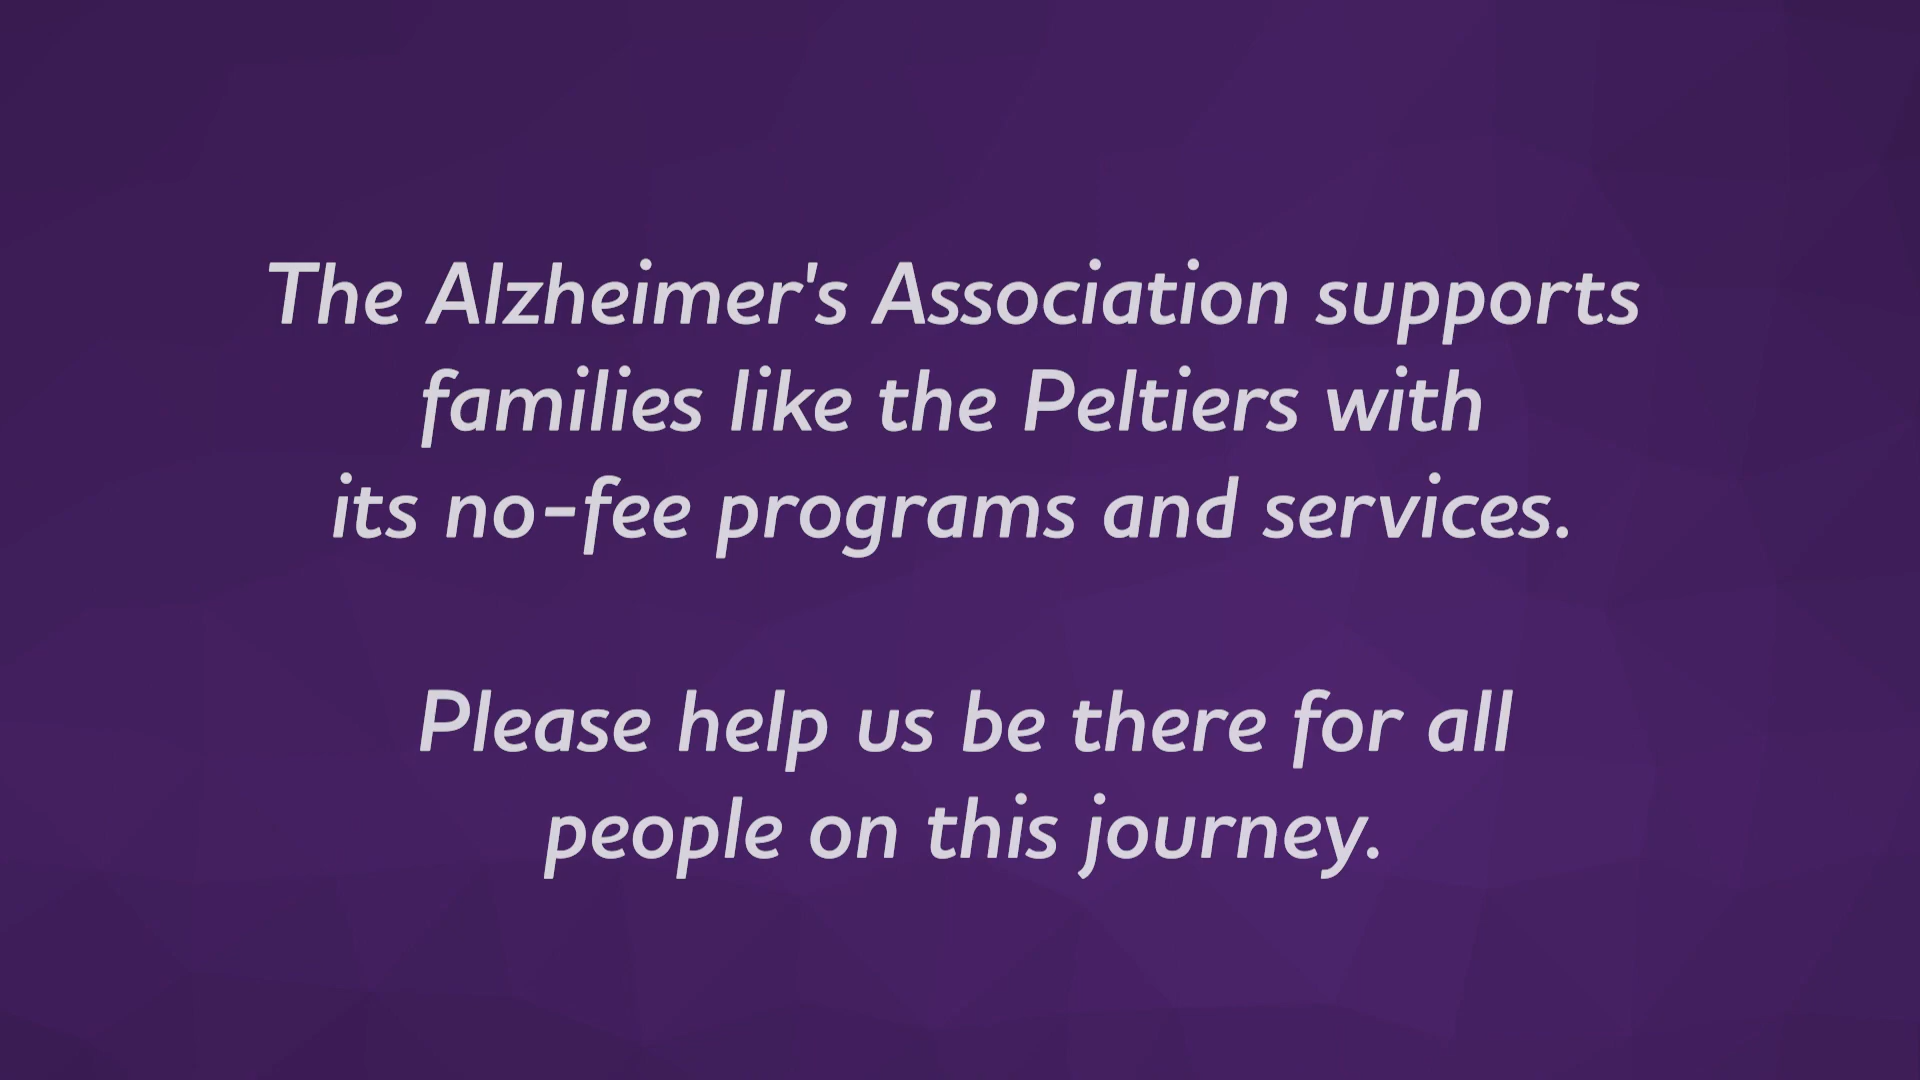 The Alzheimer's Association supports
families like the Peltiers with
its no-fee programs and services.
Please help us be there for all
people on this journey.